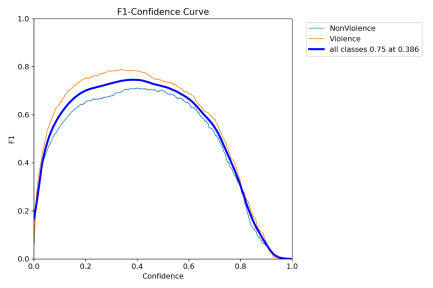 F1-Confidence Curve
NonViolence
Violence
all classes 0.75 at 0.386
1.0
0.8
0.6
0.4
0.2
0.0
F1
0.0 0.2 0.4 0.6 0.8 1.0
Confidence